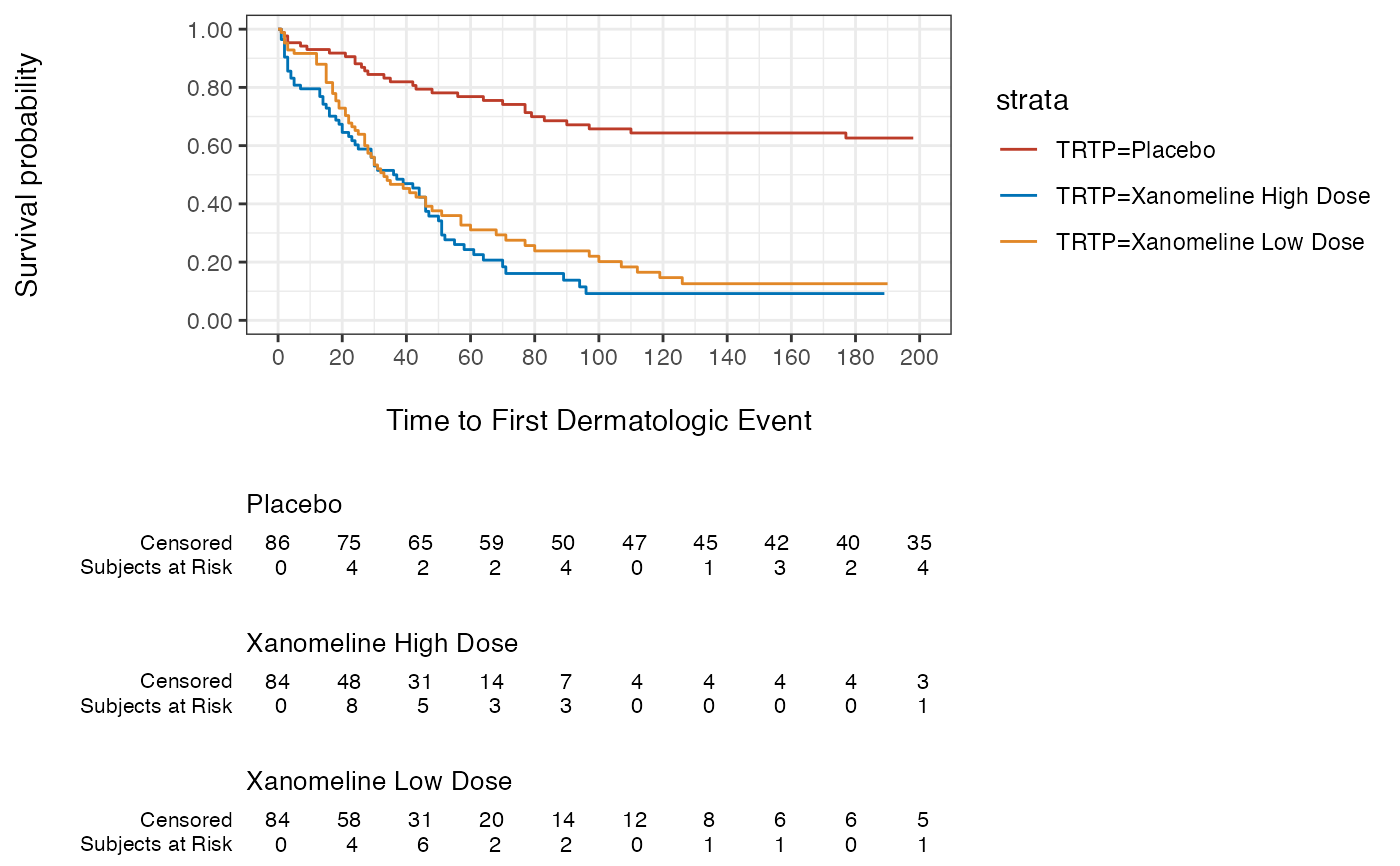 Survival probability
1.00
0.80
0.60
0.40
0.20
0.00
0 20 40 60 80 100 120 140 160 180 200
Time to First Dermatologic Event
strata
TRTP=Placebo
TRTP=Xanomeline High Dose
TRTP=Xanomeline Low Dose
Placebo
Censored 86 75 65 59 50 47 45 42 40 35
Subjects at Risk 0 4 2 2 4 0 1 3 2 4
Xanomeline High Dose
Censored 84 48 31 14 7 4 4 4 4 3
Subjects at Risk 0 8 5 3 3 0 0 0 0 1
Xanomeline Low Dose
Censored 84 58 31 20 14 12 8 6 6 5
Subjects at Risk 0 4 6 2 2 0 1 1 0 1